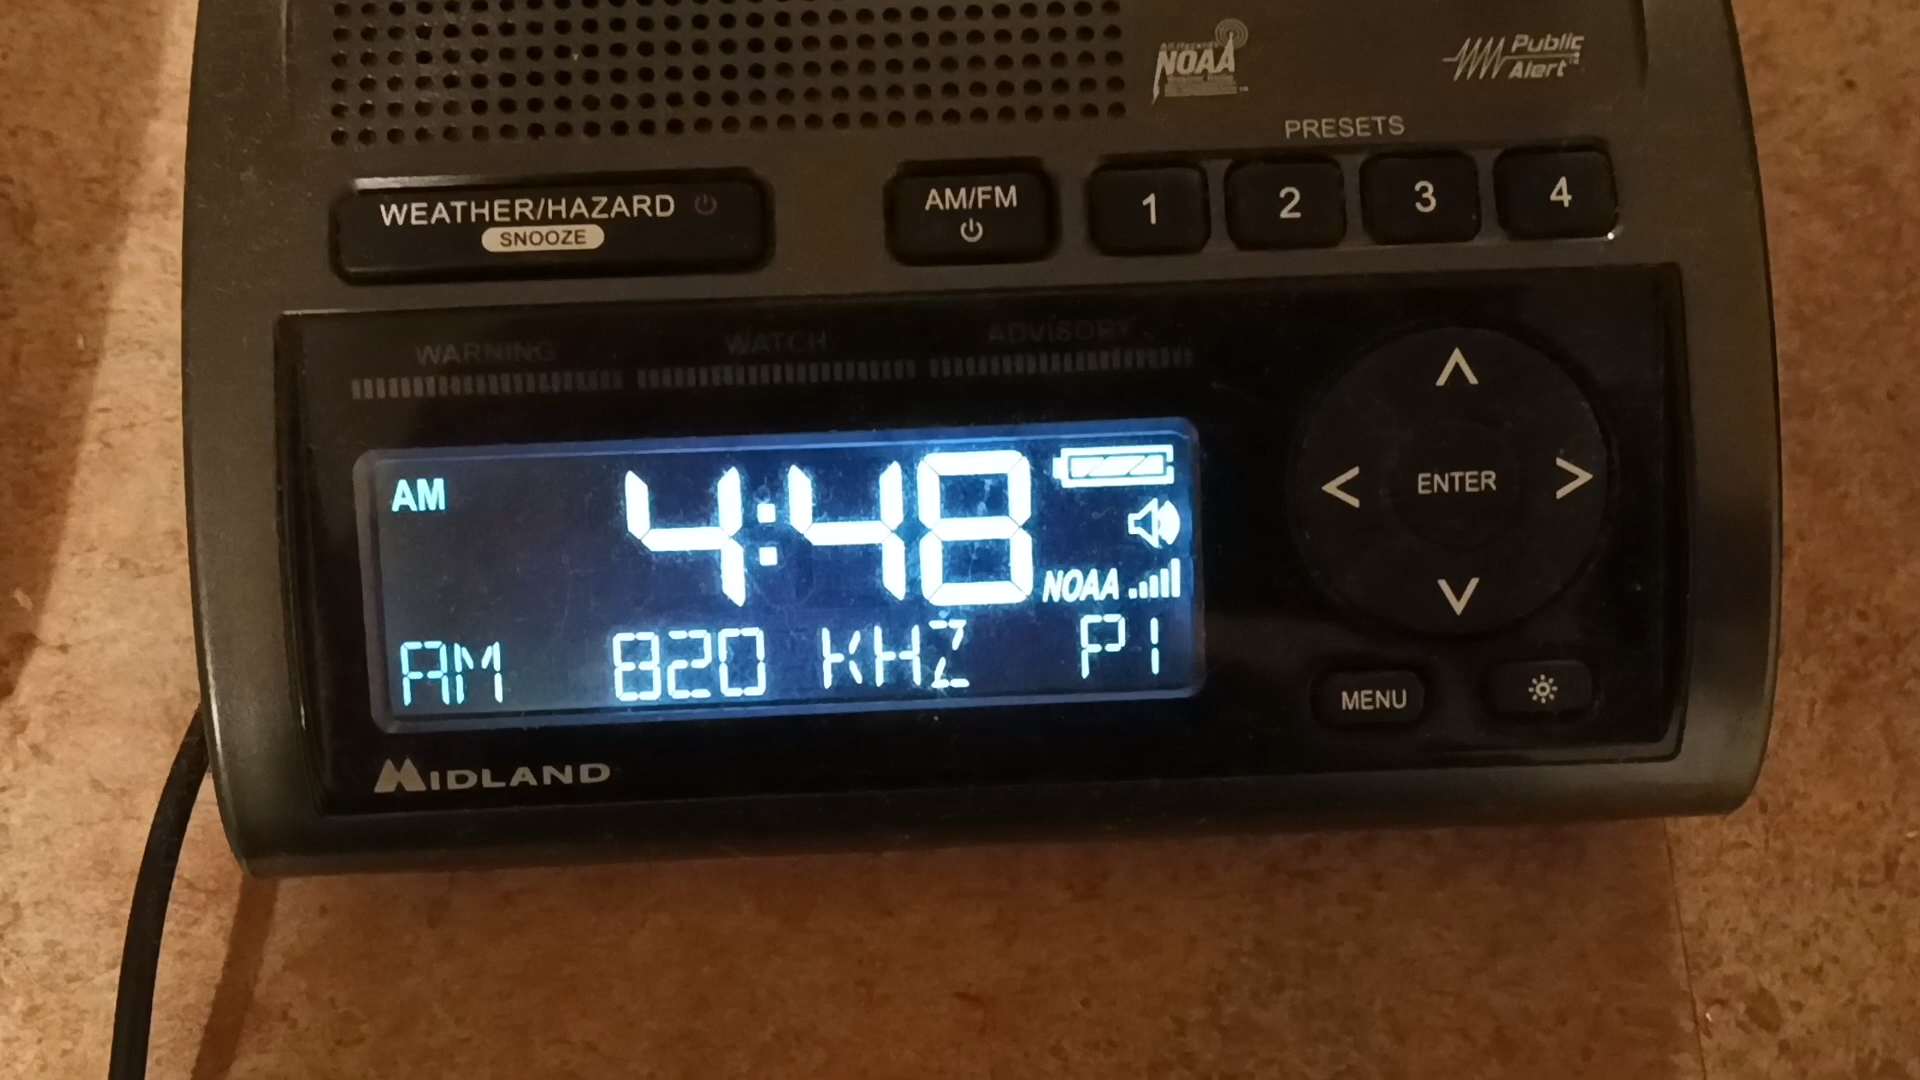 NOAA
Public
Alert
PRESETS
WEATHER/HAZARD
SNOOZE
AM/FM
1 2 3 4
WARNING WATCH ADVISORY
AM 4:48
NOAA
AM 820 KHZ P1
ENTER
MENU
MIDLAND